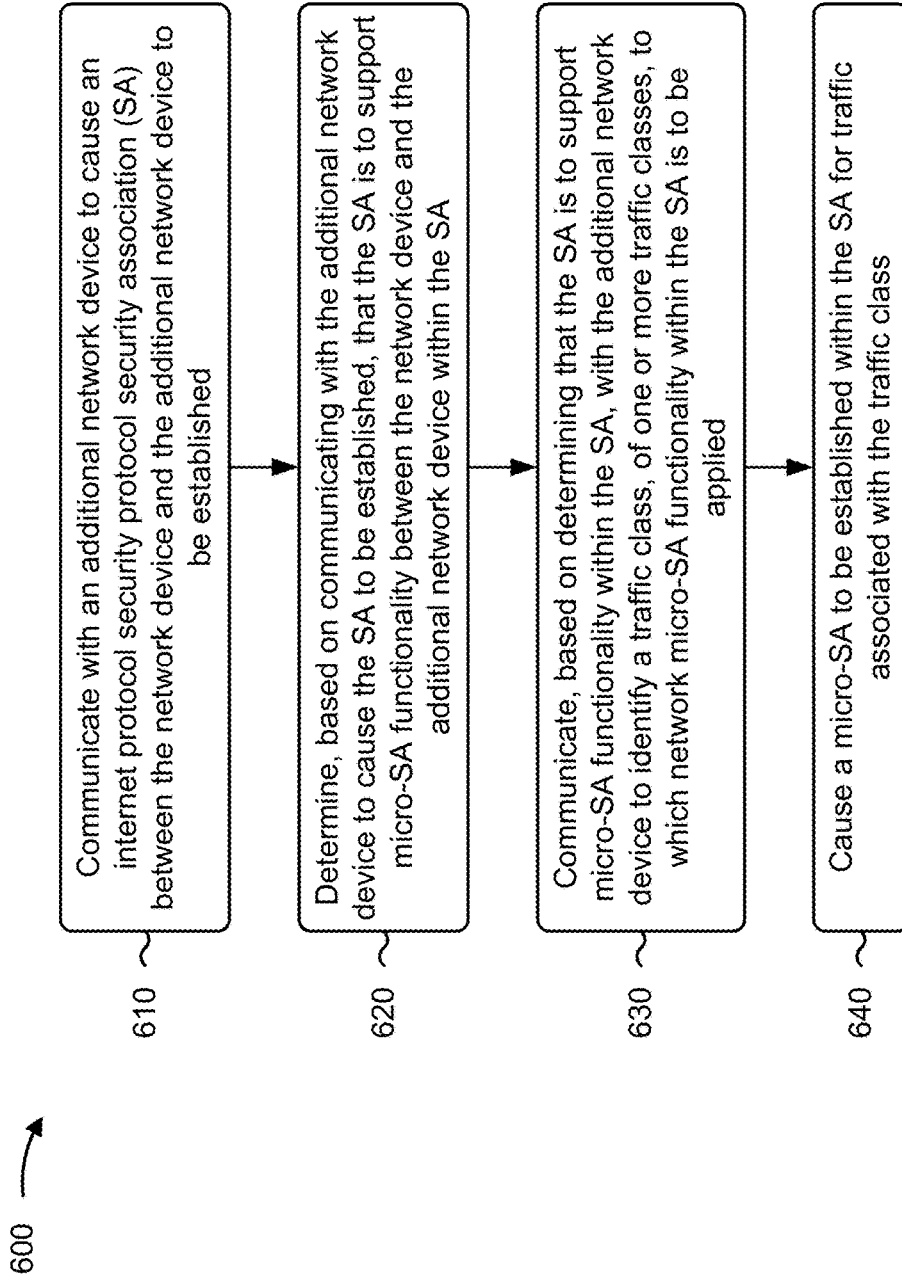 600
610
Communicate with an additional network device to cause an
internet protocol security protocol security association (SA)
between the network device and the additional network device to
be established
620
Determine, based on communicating with the additional network
device to cause the SA to be established, that the SA is to support
micro-SA functionality between the network device and the
additional network device within the SA
630
Communicate, based on determining that the SA is to support
micro-SA functionality within the SA, with the additional network
device to identify a traffic class, of one or more traffic classes, to
which network micro-SA functionality within the SA is to be
applied
640
Cause a micro-SA to be established within the SA for traffic
associated with the traffic class